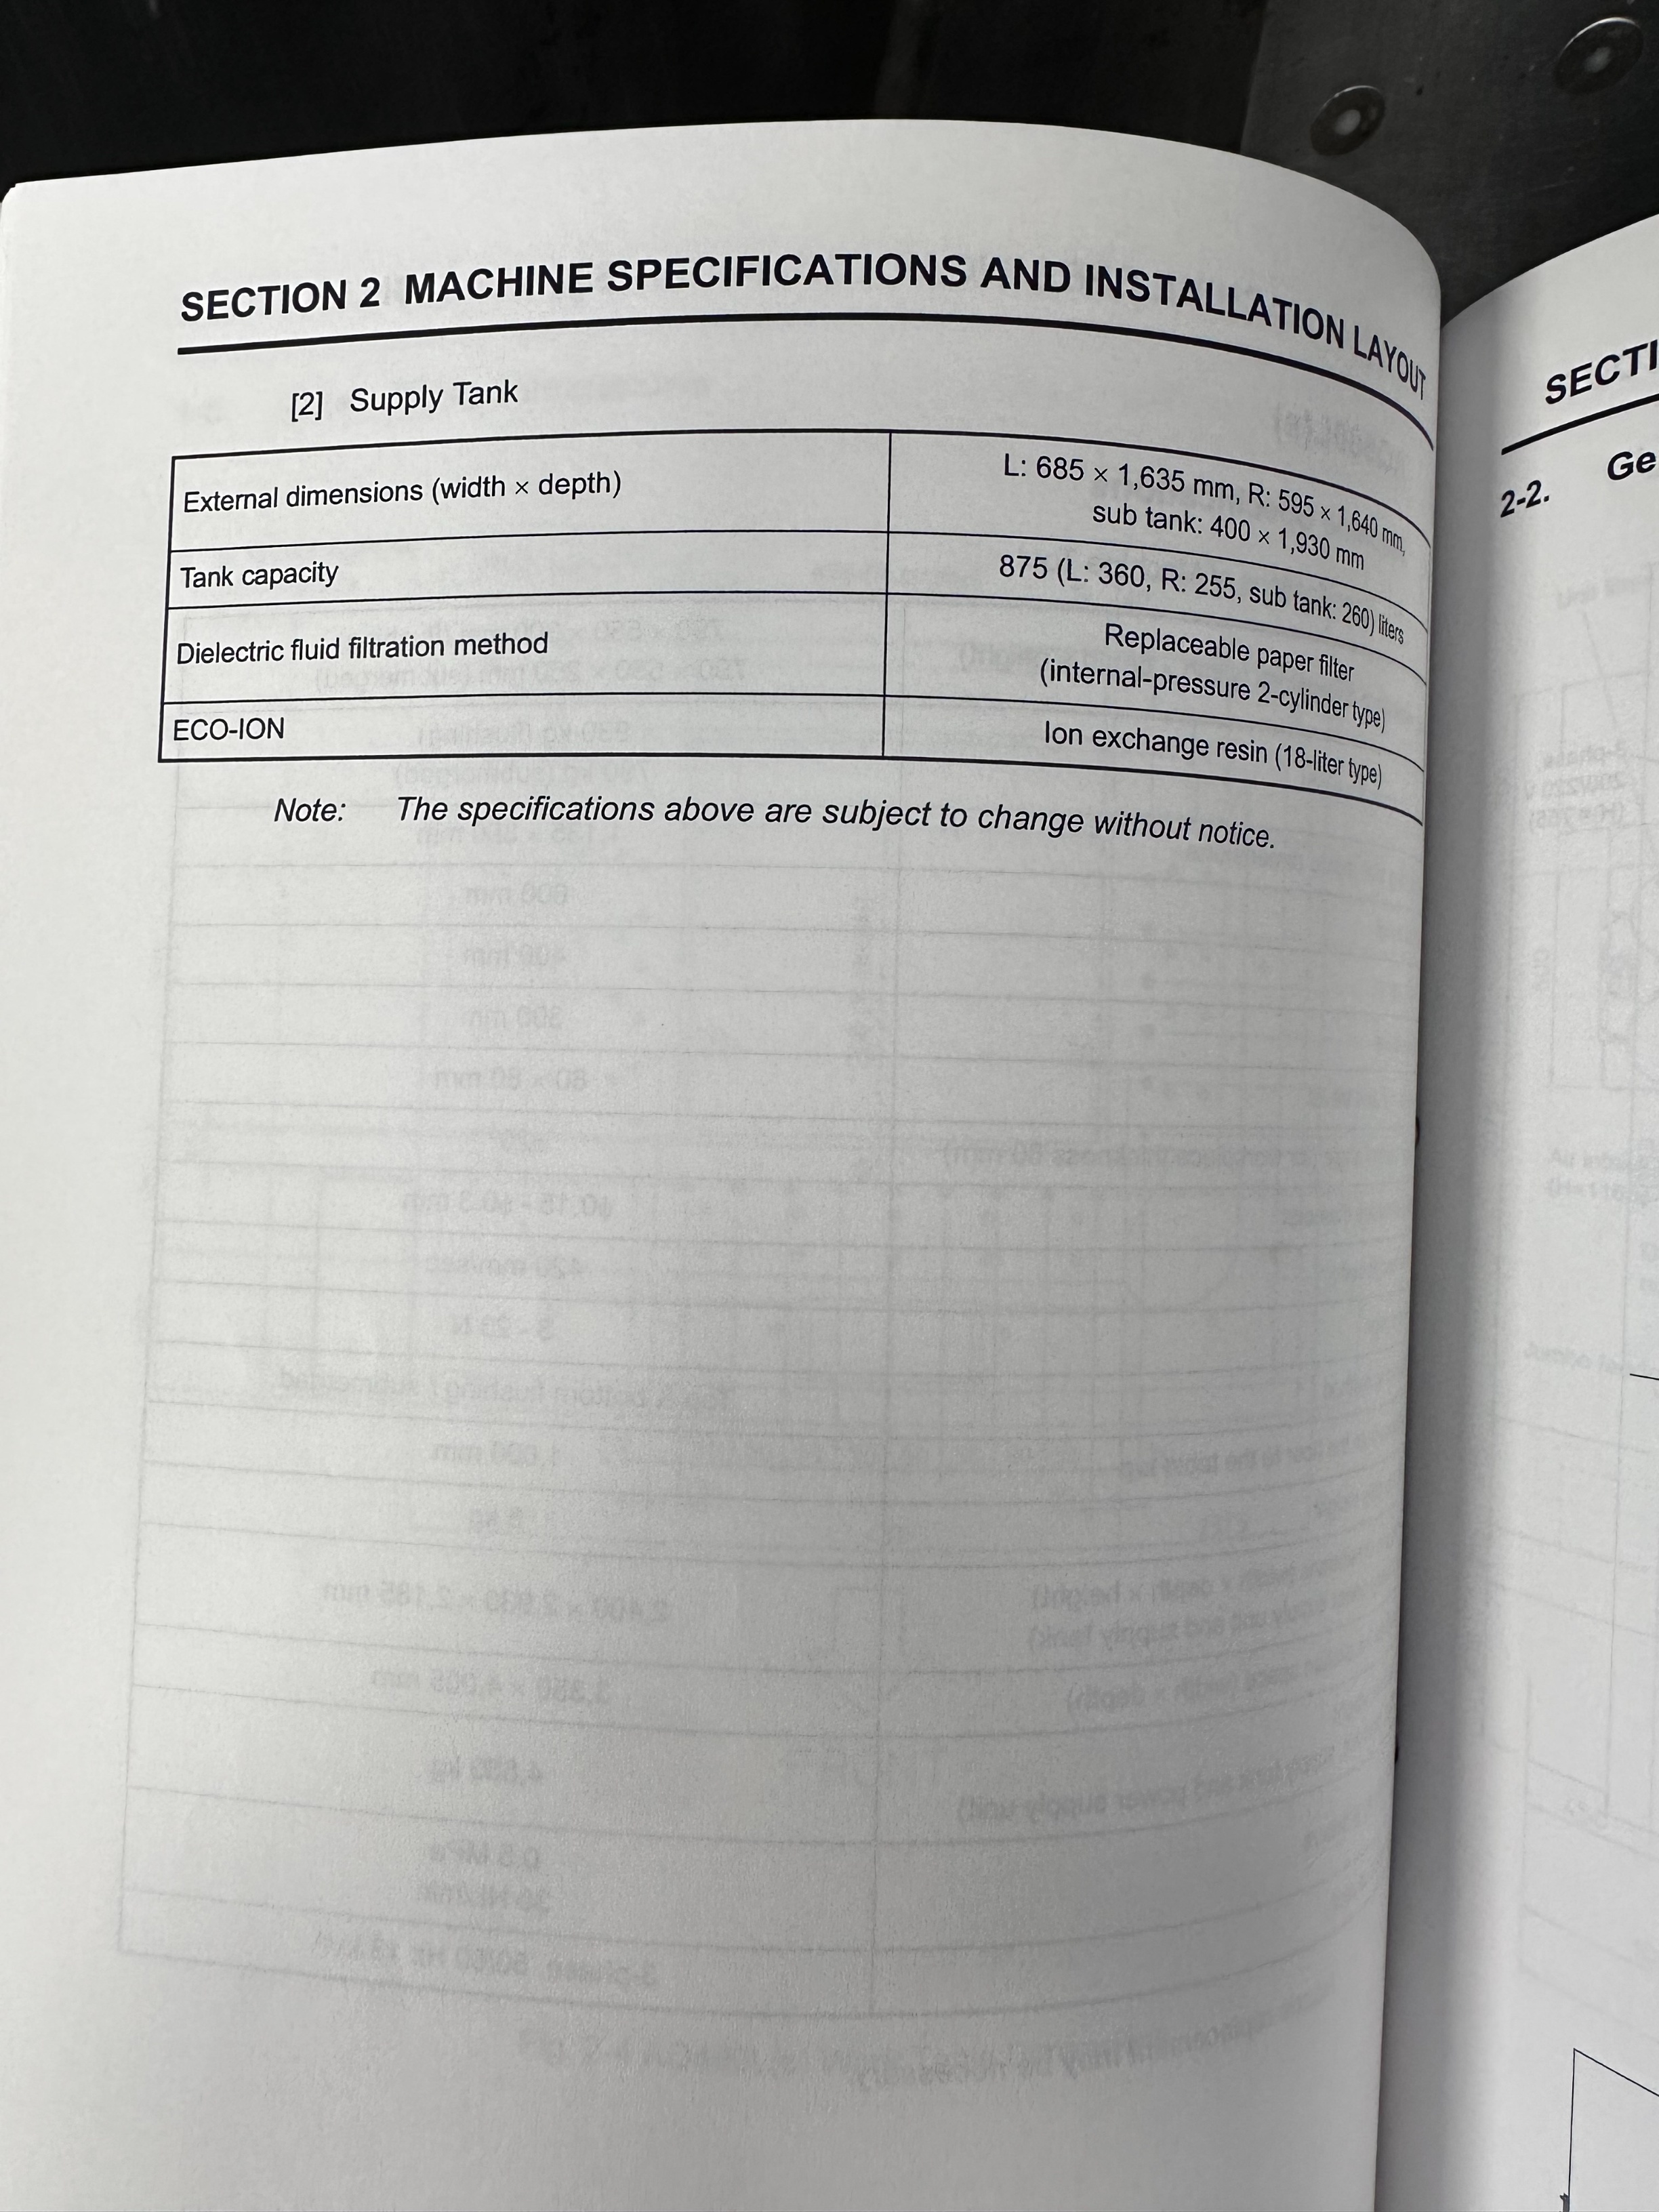 SECTION 2 MACHINE SPECIFICATIONS AND INSTALLATION LAYOUT
[2] Supply Tank
External dimensions (width × depth)
L: 685 × 1,635 mm, R: 595 × 1,640 mm,
sub tank: 400 × 1,930 mm
Tank capacity
875 (L: 360, R: 255, sub tank: 260) liters
Dielectric fluid filtration method
Replaceable paper filter
(internal-pressure 2-cylinder type)
ECO-ION
Ion exchange resin (18-liter type)
Note: The specifications above are subject to change without notice.
SECTI
2-2. Ge